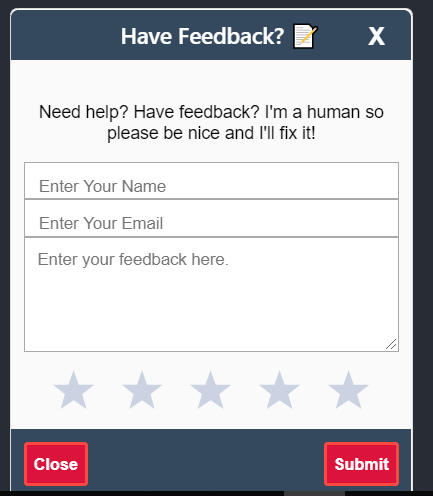 Have Feedback? 📝 X
Need help? Have feedback? I'm a human so
please be nice and I'll fix it!
Enter Your Name
Enter Your Email
Enter your feedback here.
Close Submit